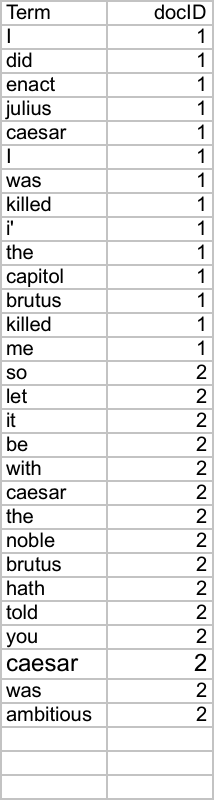 Term docID
I 1
did 1
enact 1
julius 1
caesar 1
I 1
was 1
killed 1
i' 1
the 1
capitol 1
brutus 1
killed 1
me 1
so 2
let 2
it 2
be 2
with 2
caesar 2
the 2
noble 2
brutus 2
hath 2
told 2
you 2
caesar 2
was 2
ambitious 2